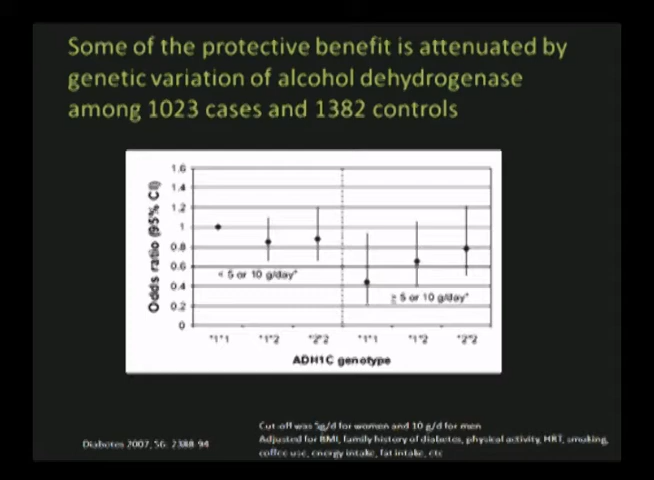 Some of the protective benefit is attenuated by
genetic variation of alcohol dehydrogenase
among 1023 cases and 1382 controls
Odds ratio (95% CI)
1.6
1.4
1.2
1
0.8
0.6
0.4
0.2
0
< 5 or 10 g/day*
≥ 5 or 10 g/day*
*1*1 *1*2 *2*2 *1*1 *1*2 *2*2
ADH1C genotype
Cut-off was 5g/d for women and 10 g/d for men
Adjusted for BMI, family history of diabetes, physical activity, HRT, smoking,
coffee use, energy intake, fat intake, etc
Diabetes 2007; 56: 2388-94